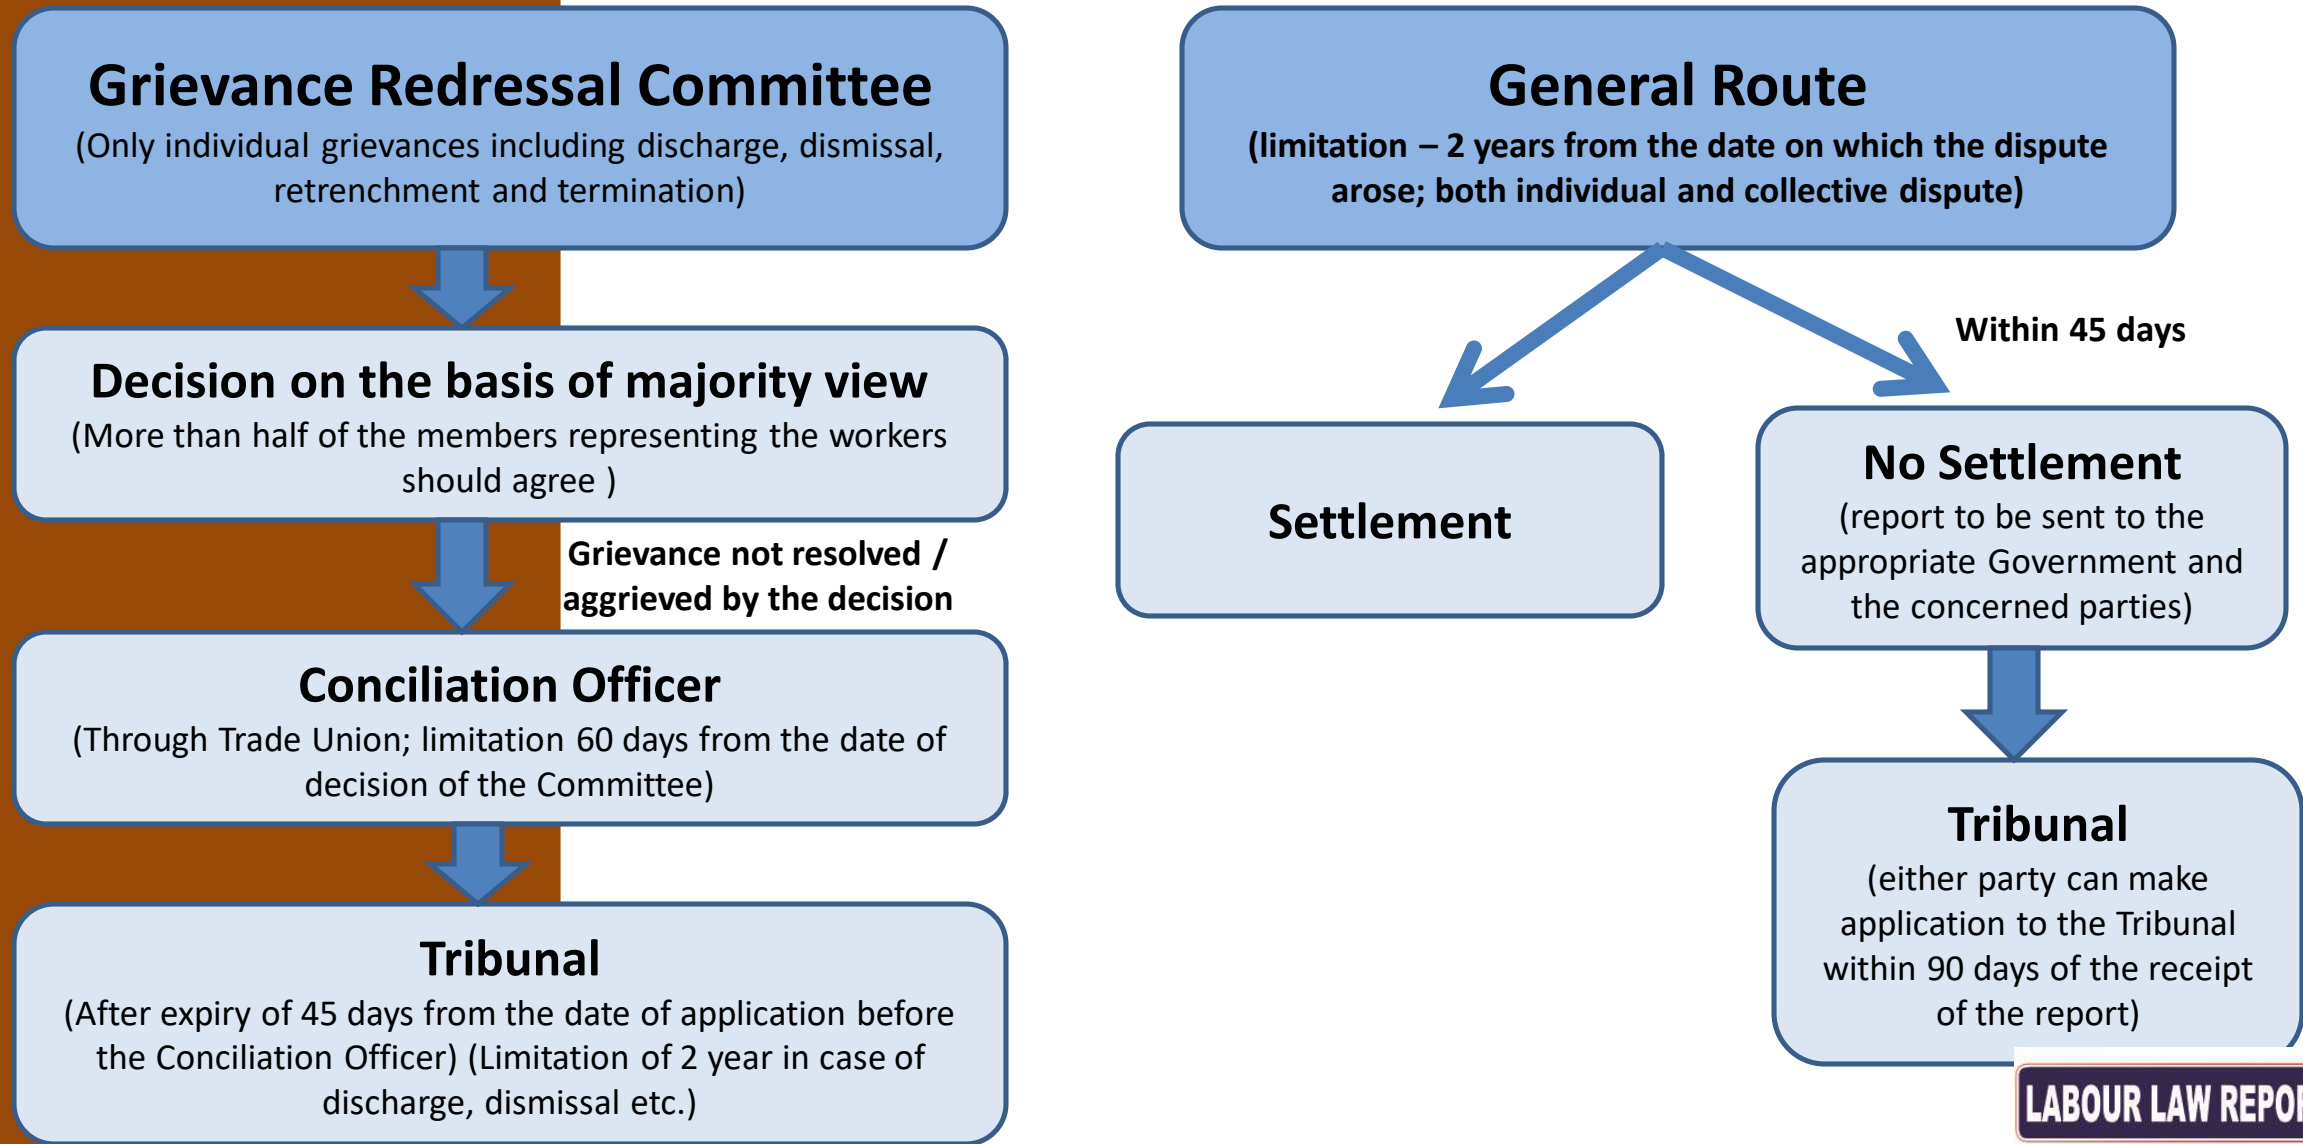 Grievance Redressal Committee
(Only individual grievances including discharge, dismissal,
retrenchment and termination)
Decision on the basis of majority view
(More than half of the members representing the workers
should agree )
Grievance not resolved /
aggrieved by the decision
Conciliation Officer
(Through Trade Union; limitation 60 days from the date of
decision of the Committee)
Tribunal
(After expiry of 45 days from the date of application before
the Conciliation Officer) (Limitation of 2 year in case of
discharge, dismissal etc.)
General Route
(limitation – 2 years from the date on which the dispute
arose; both individual and collective dispute)
Within 45 days
Settlement
No Settlement
(report to be sent to the
appropriate Government and
the concerned parties)
Tribunal
(either party can make
application to the Tribunal
within 90 days of the receipt
of the report)
LABOUR LAW